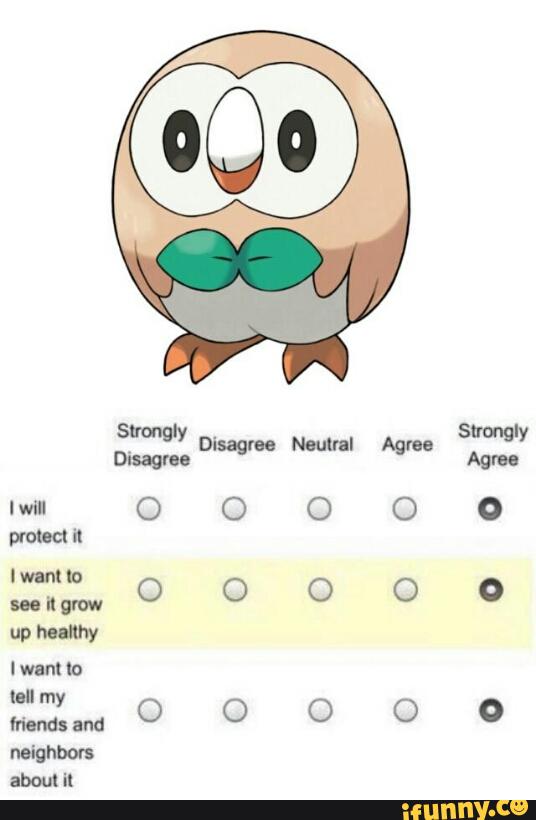 Strongly Disagree Disagree Neutral Agree Strongly Agree
I will
protect it
I want to
see it grow
up healthy
I want to
tell my
friends and
neighbors
about it
ifunny.co